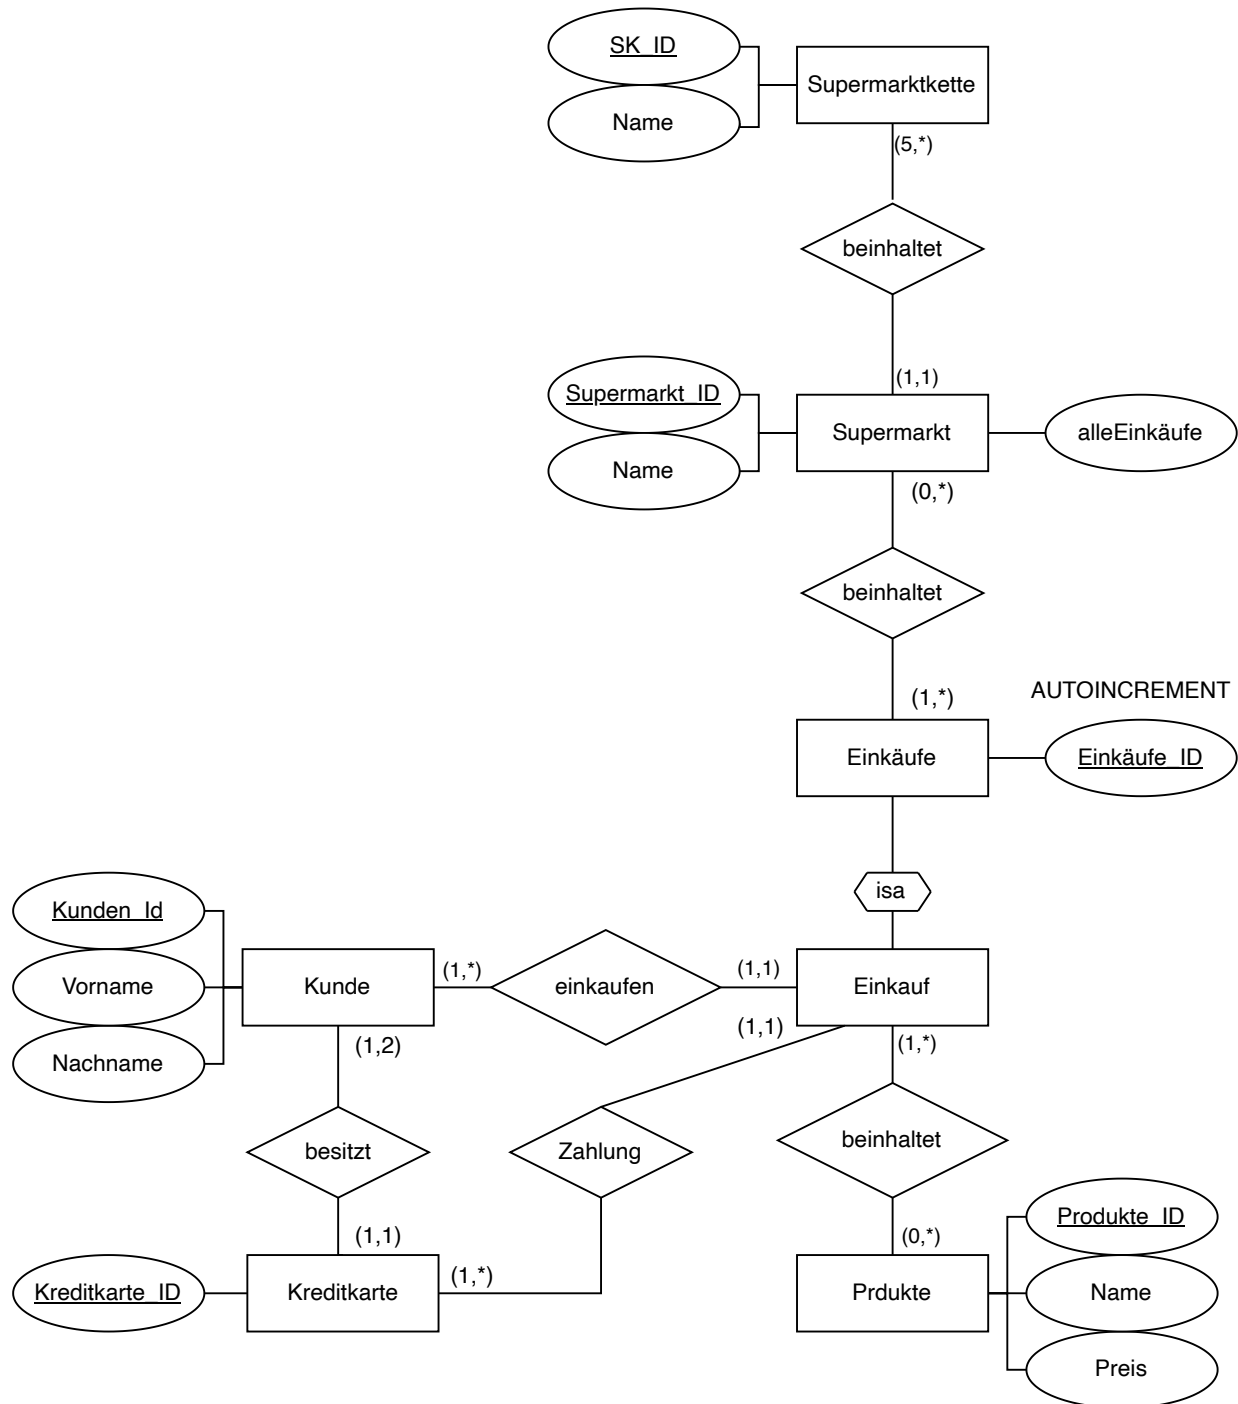 SK_ID
Supermarktkette
Name
(5,*)
beinhaltet
(1,1)
Supermarkt_ID
Supermarkt
alleEinkäufe
Name
(0,*)
beinhaltet
(1,*)
AUTOINCREMENT
Einkäufe
Einkäufe_ID
isa
Kunden_Id
Vorname
Kunde
(1,*)
einkaufen
(1,1)
Einkauf
Nachname
(1,2)
(1,1)
(1,*)
besitzt
Zahlung
beinhaltet
(1,1)
(0,*)
Produkte_ID
Kreditkarte_ID
Kreditkarte
(1,*)
Prdukte
Name
Preis